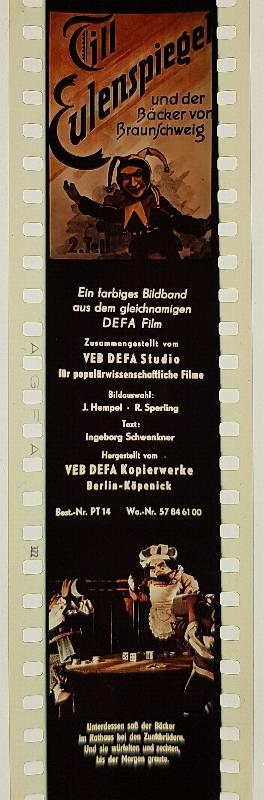 Till
Eulenspiegel
und der
Bäcker von
Braunschweig
2. Teil
Ein farbiges Bildband
aus dem gleichnamigen
DEFA Film
Zusammengestellt vom
VEB DEFA Studio
für populärwissenschaftliche Filme
Bildauswahl:
J. Hempel · R. Sperling
Text:
Ingeborg Schwenkner
Hergestellt vom
VEB DEFA Kopierwerke
Berlin-Köpenick
Best.-Nr. PT 14 Wa.-Nr. 57 84 61 00
AGFA
Unterdessen saß der Bäcker
im Rathaus bei den Zunftbrüdern.
Und sie würfelten und zechten,
bis der Morgen graute.